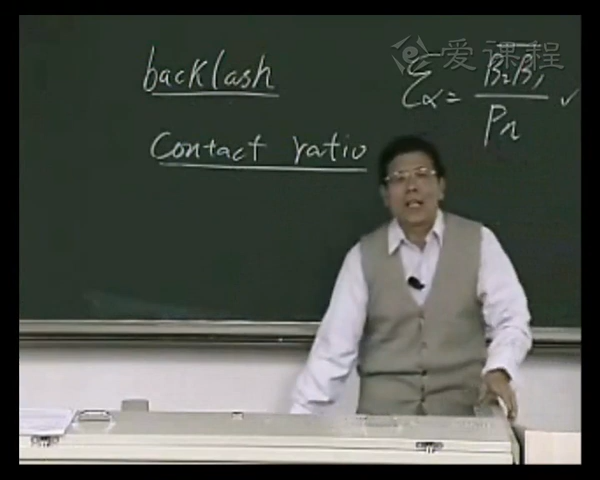 backlash
contact ratio
爱课程
εα = B₂B₁ / Pn ✓